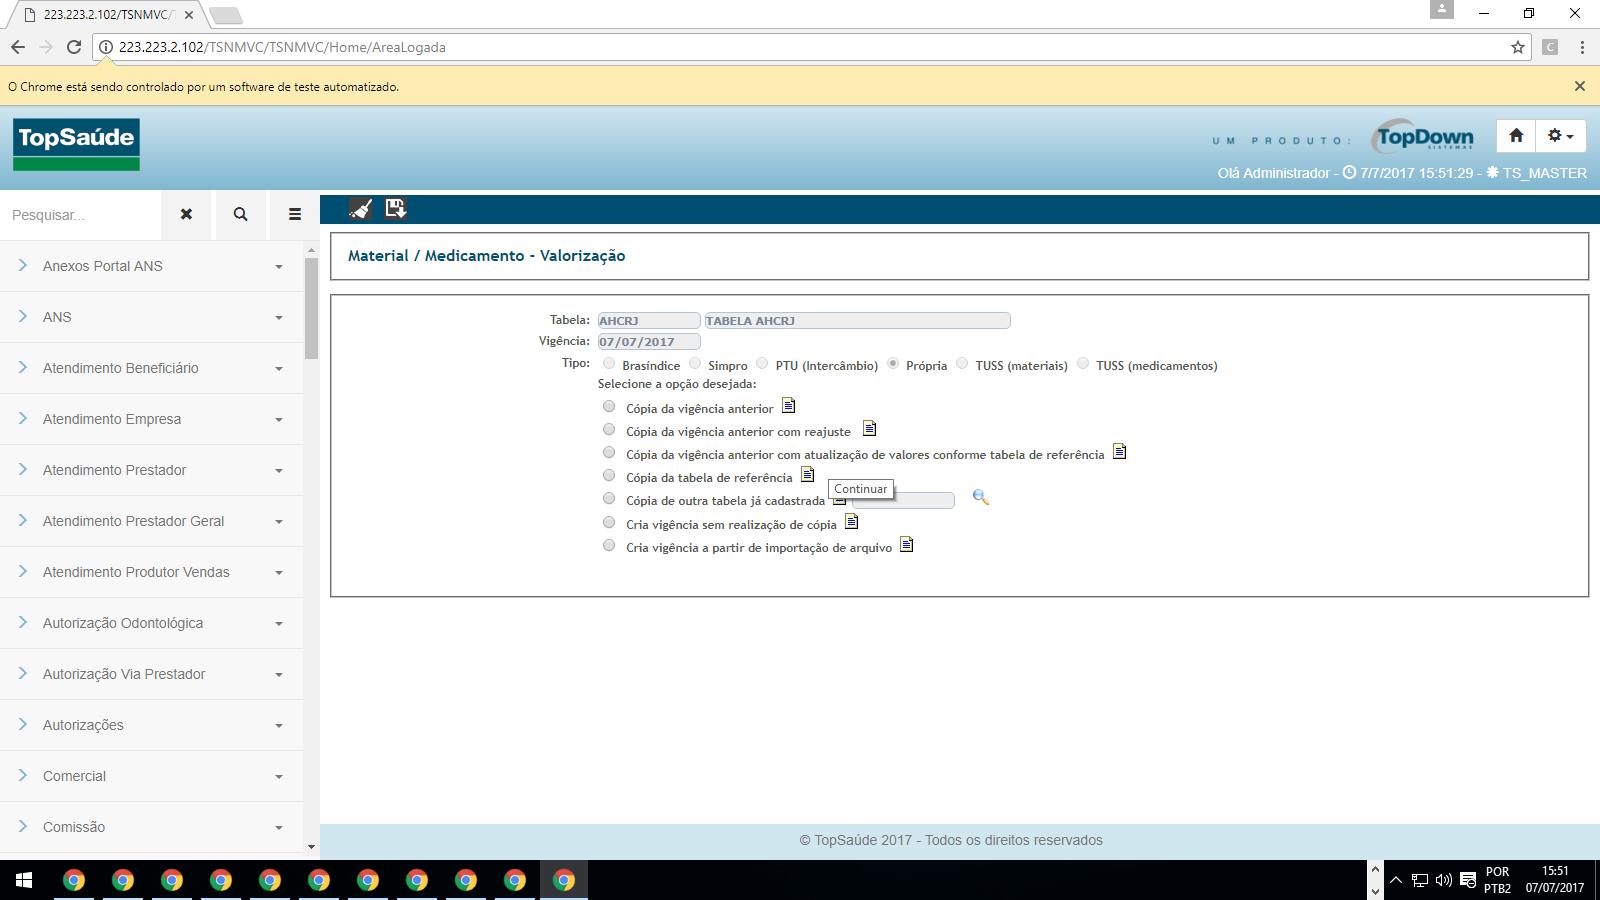 223.223.2.102/TSNMVC/
223.223.2.102/TSNMVC/TSNMVC/Home/AreaLogada
C
O Chrome está sendo controlado por um software de teste automatizado.
TopSaúde
UM PRODUTO:
TopDown
SISTEMAS
Olá Administrador - 7/7/2017 15:51:29 - TS_MASTER
Pesquisar...
Anexos Portal ANS
ANS
Atendimento Beneficiário
Atendimento Empresa
Atendimento Prestador
Atendimento Prestador Geral
Atendimento Produtor Vendas
Autorização Odontológica
Autorização Via Prestador
Autorizações
Comercial
Comissão
Material / Medicamento - Valorização
Tabela: AHCRJ TABELA AHCRJ
Vigência: 07/07/2017
Tipo: Brasíndice Simpro PTU (Intercâmbio) Própria TUSS (materiais) TUSS (medicamentos)
Selecione a opção desejada:
Cópia da vigência anterior
Cópia da vigência anterior com reajuste
Cópia da vigência anterior com atualização de valores conforme tabela de referência
Cópia da tabela de referência
Continuar
Cópia de outra tabela já cadastrada
Cria vigência sem realização de cópia
Cria vigência a partir de importação de arquivo
© TopSaúde 2017 - Todos os direitos reservados
POR
PTB2
15:51
07/07/2017